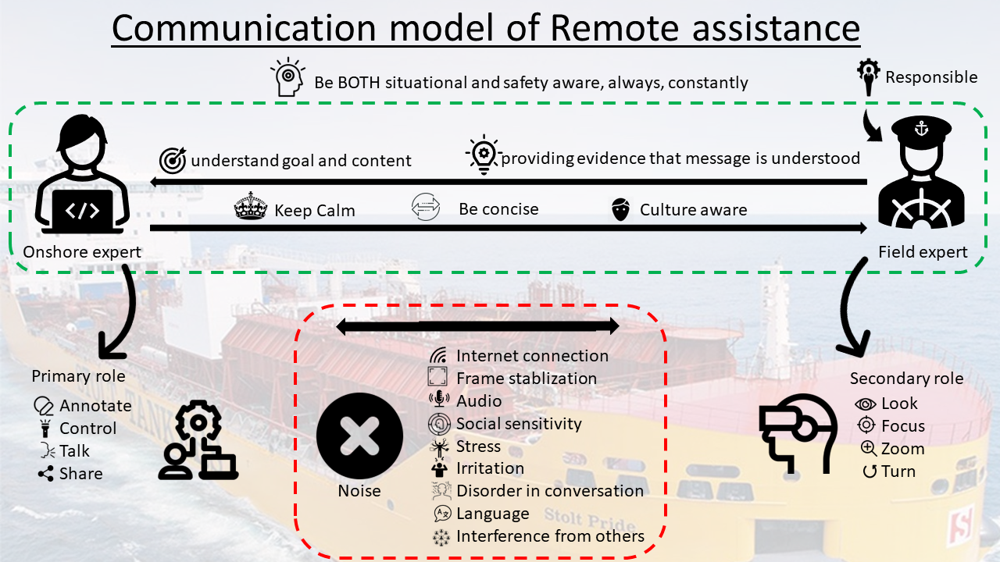 Communication model of Remote assistance
Be BOTH situational and safety aware, always, constantly
Responsible
understand goal and content
providing evidence that message is understood
Keep Calm
Be concise
Culture aware
Onshore expert
Field expert
Primary role
Annotate
Control
Talk
Share
Noise
Internet connection
Frame stablization
Audio
Social sensitivity
Stress
Irritation
Disorder in conversation
Language
Interference from others
Secondary role
Look
Focus
Zoom
Turn
Stolt Pride